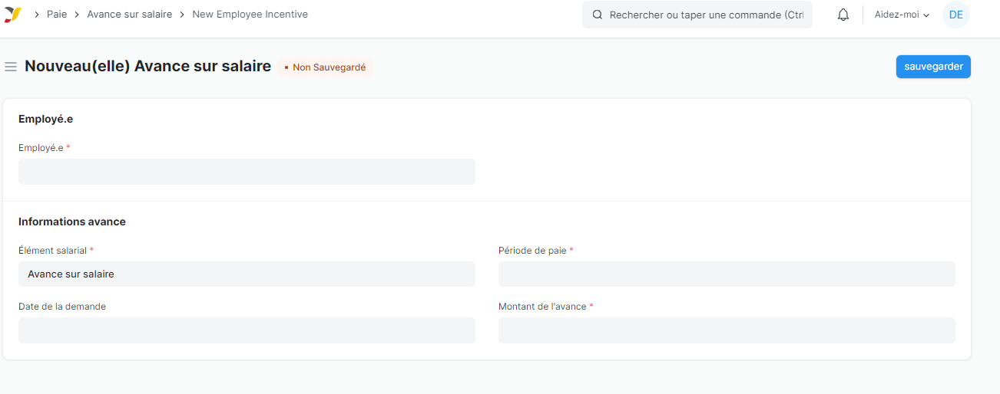 Paie > Avance sur salaire > New Employee Incentive
Rechercher ou taper une commande (Ctrl
Aidez-moi
DE
Nouveau(elle) Avance sur salaire
• Non Sauvegardé
sauvegarder
Employé.e
Employé.e *
Informations avance
Élément salarial *
Période de paie *
Avance sur salaire
Date de la demande
Montant de l'avance *